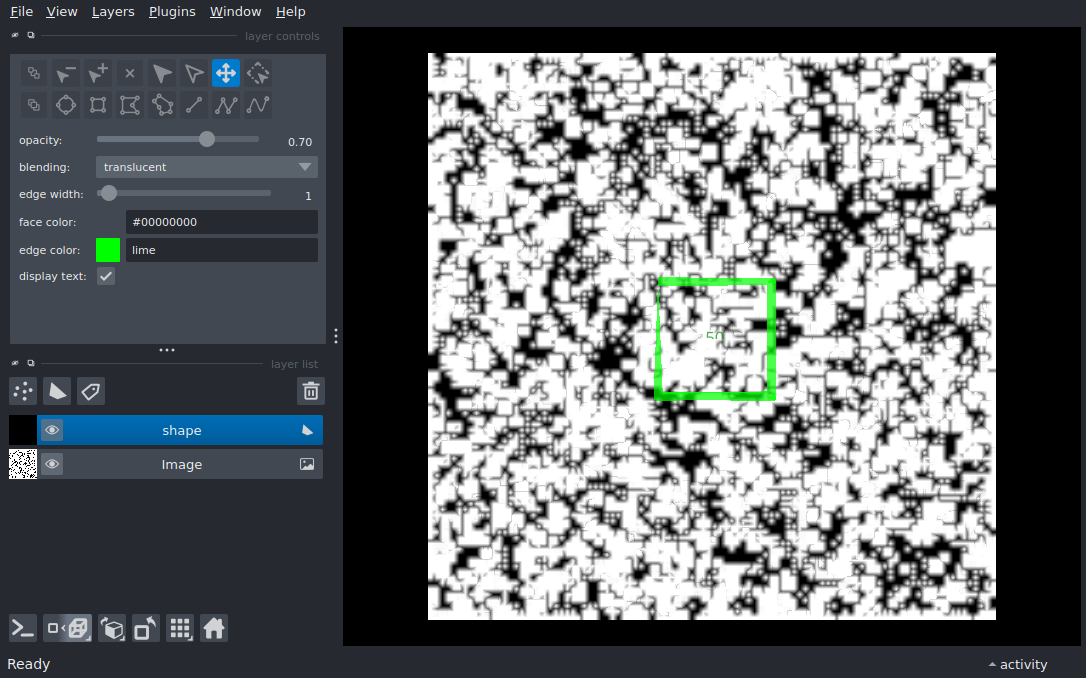 File View Layers Plugins Window Help
layer controls
opacity: 0.70
blending: translucent
edge width: 1
face color: #00000000
edge color: lime
display text:
layer list
shape
Image
50
Ready
activity